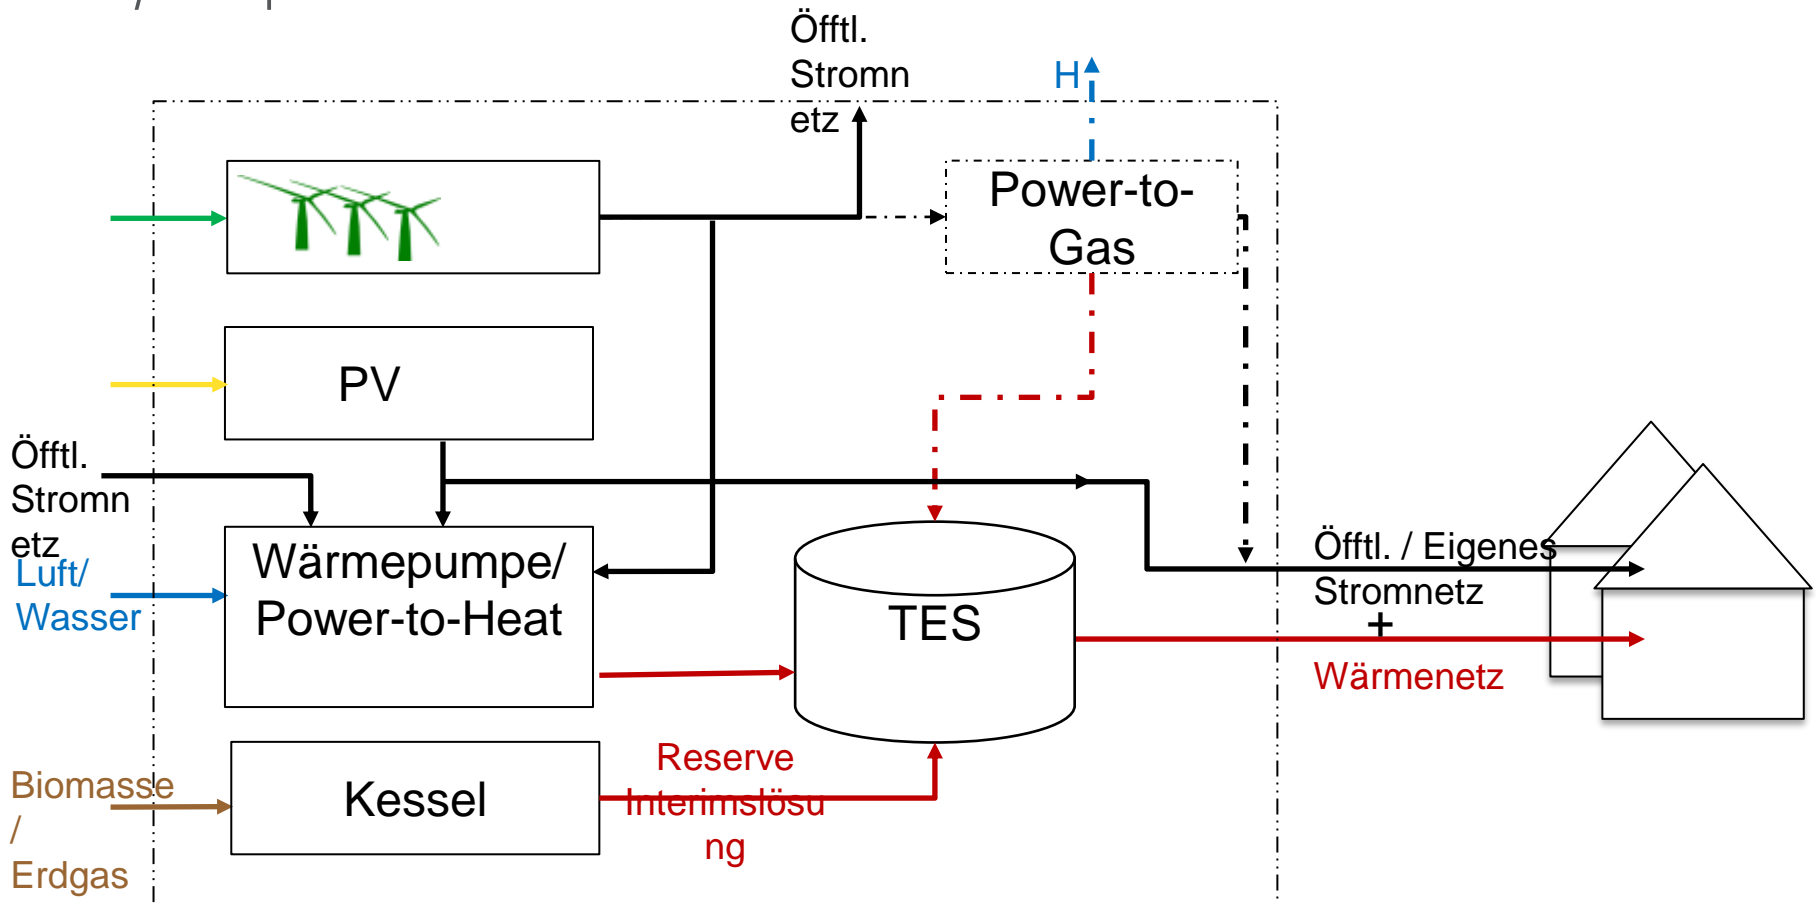 Öfftl.
Stromn
etz
H
Power-to-
Gas
PV
Öfftl.
Stromn
etz
Luft/
Wasser
Wärmepumpe/
Power-to-Heat
TES
Öfftl. / Eigenes
Stromnetz
+
Wärmenetz
Biomasse
/
Erdgas
Kessel
Reserve
Interimslösu
ng